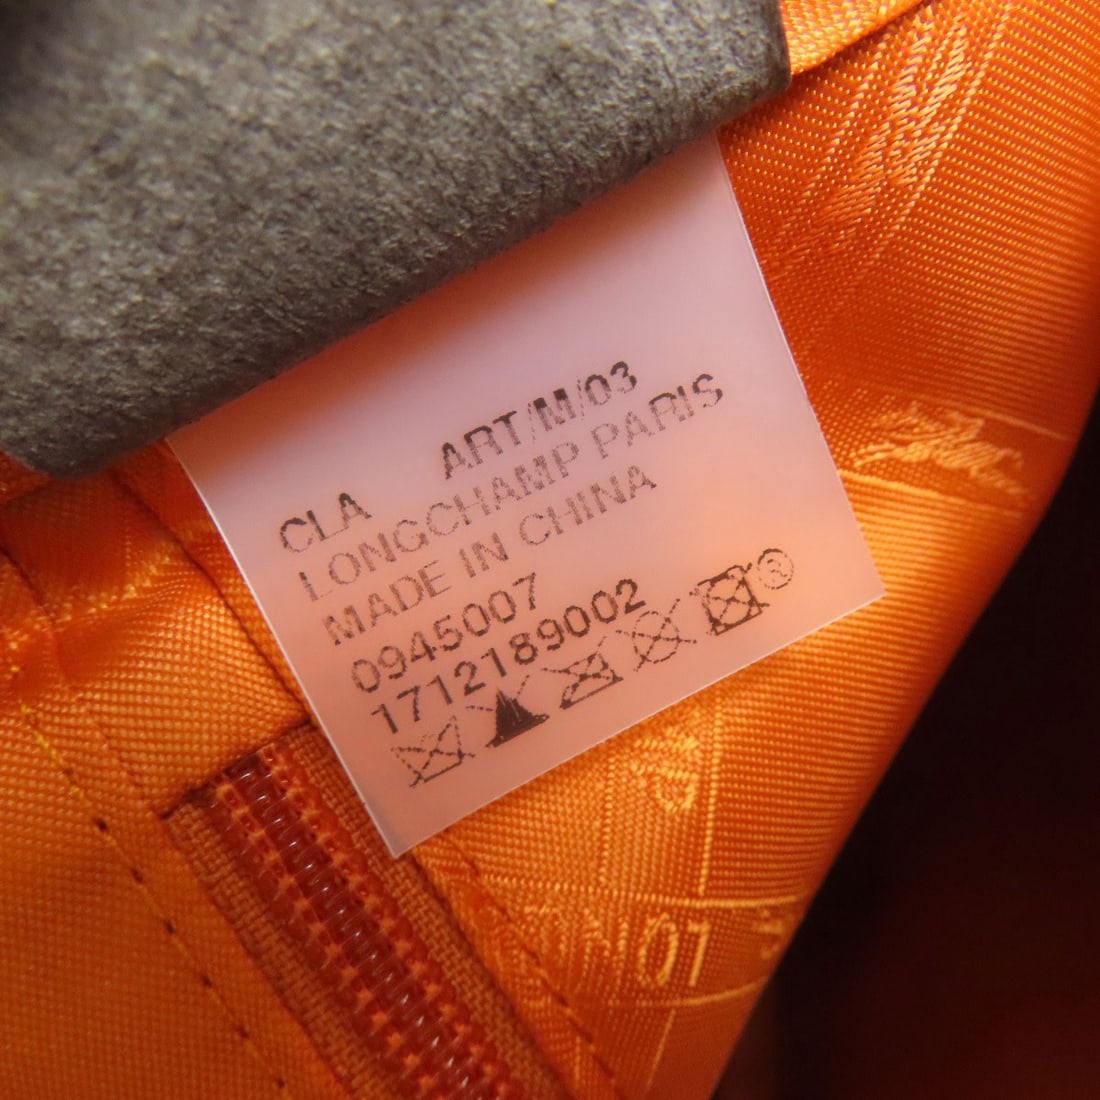 CLA ART/M/03
LONGCHAMP PARIS
MADE IN CHINA
0945007
1712189002